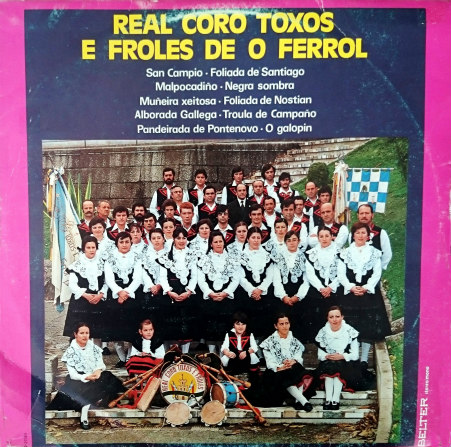 REAL CORO TOXOS
E FROLES DE O FERROL
San Campio · Foliada de Santiago
Malpocadiño · Negra sombra
Muñeira xeitosa · Foliada de Nostian
Alborada Gallega · Troula de Campaño
Pandeirada de Pontenovo · O galopin
BELTER